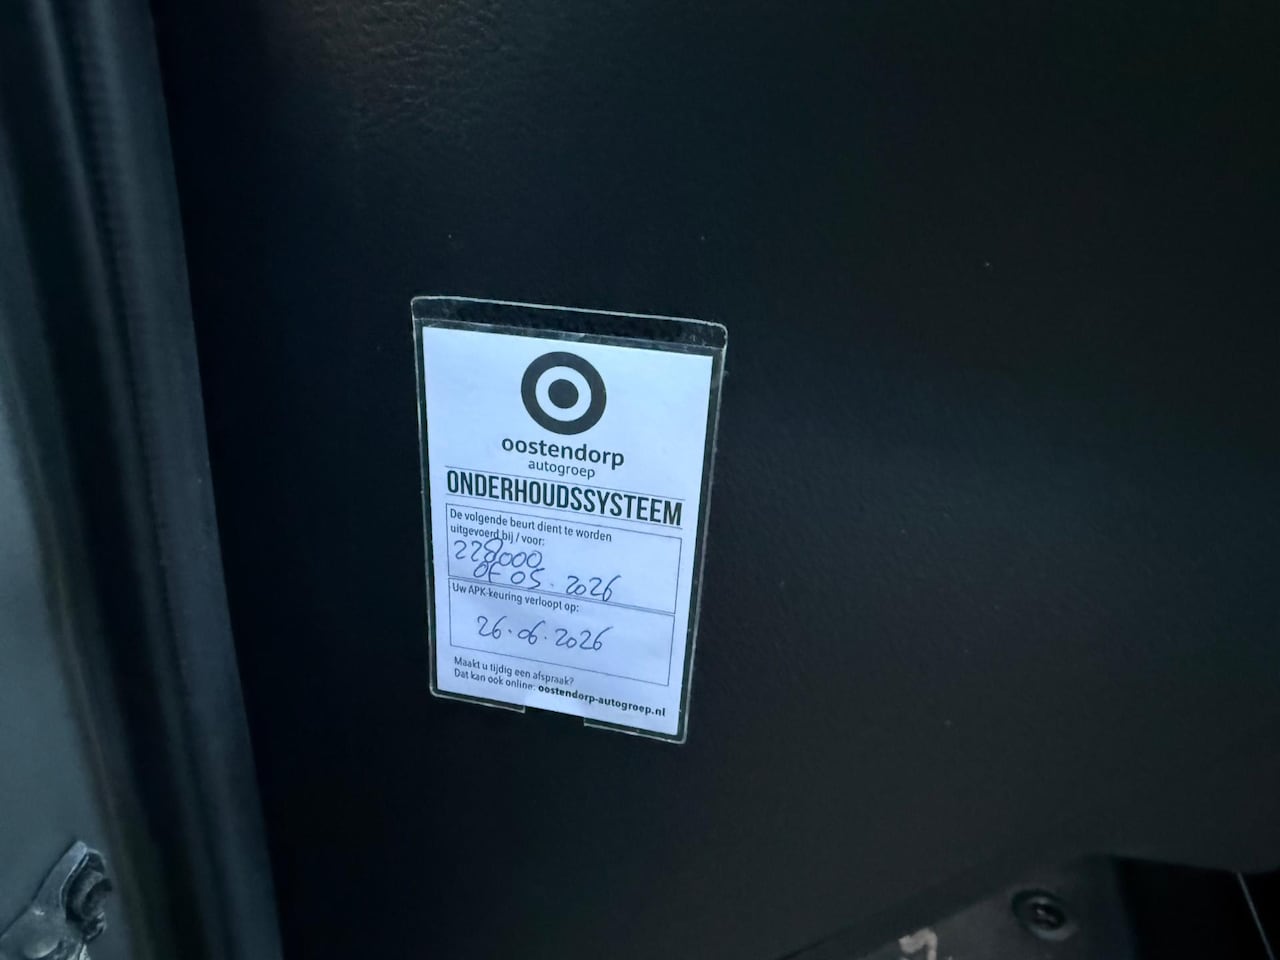 oostendorp
autogroep
ONDERHOUDSSYSTEEM
De volgende beurt dient te worden
uitgevoerd bij / voor:
228000
of 05. 2026
Uw APK-keuring verloopt op:
26.06.2026
Maakt u tijdig een afspraak?
Dat kan ook online: oostendorp-autogroep.nl